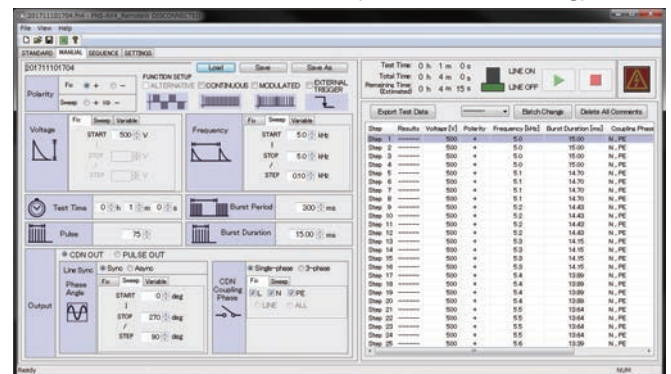 201711101704.fnx - FNS-AX4_Remotare DISCONNECTED
File View Help
STANDARD MANUAL SEQUENCE SETTINGS
201711101704 Load Save Save As
Polarity
Fix + -
Sweep + to -
FUNCTION SETUP
ALTERNATIVE CONTINUOUS MODULATED EXTERNAL TRIGGER
Voltage
Fix Sweep Variable
START 500 V
STOP V
STEP V
Frequency
Fix Sweep Variable
START 5.0 kHz
STOP 5.0 kHz
STEP 0.10 kHz
Test Time 0 h 1 m 0 s
Burst Period 300 ms
Pulse 75
Burst Duration 15.00 ms
Output
CDN OUT PULSE OUT
Line Sync Sync Async
Phase Angle
Fix Sweep Variable
START 0 deg
STOP 270 deg
STEP 90 deg
CDN Coupling Phase
Single-phase 3-phase
Fix Sweep
L N PE
LINE ALL
Test Time 0 h 1 m 0 s
Total Time 0 h 4 m 0 s
Remaining Time (Estimated) 0 h 4 m 15 s
LINE ON
LINE OFF
Export Test Data Batch Change Delete All Comments
Step Results Voltage [V] Polarity Frequency [kHz] Burst Duration [ms] Coupling Phase
Step 1 ------- 500 + 5.0 15.00 N , PE
Step 2 ------- 500 + 5.0 15.00 N , PE
Step 3 ------- 500 + 5.0 15.00 N , PE
Step 4 ------- 500 + 5.0 15.00 N , PE
Step 5 ------- 500 + 5.1 14.70 N , PE
Step 6 ------- 500 + 5.1 14.70 N , PE
Step 7 ------- 500 + 5.1 14.70 N , PE
Step 8 ------- 500 + 5.1 14.70 N , PE
Step 9 ------- 500 + 5.2 14.43 N , PE
Step 10 ------- 500 + 5.2 14.43 N , PE
Step 11 ------- 500 + 5.2 14.43 N , PE
Step 12 ------- 500 + 5.2 14.43 N , PE
Step 13 ------- 500 + 5.3 14.15 N , PE
Step 14 ------- 500 + 5.3 14.15 N , PE
Step 15 ------- 500 + 5.3 14.15 N , PE
Step 16 ------- 500 + 5.3 14.15 N , PE
Step 17 ------- 500 + 5.4 13.89 N , PE
Step 18 ------- 500 + 5.4 13.89 N , PE
Step 19 ------- 500 + 5.4 13.89 N , PE
Step 20 ------- 500 + 5.4 13.89 N , PE
Step 21 ------- 500 + 5.5 13.64 N , PE
Step 22 ------- 500 + 5.5 13.64 N , PE
Step 23 ------- 500 + 5.5 13.64 N , PE
Step 24 ------- 500 + 5.5 13.64 N , PE
Step 25 ------- 500 + 5.6 13.39 N , PE
Ready NUM